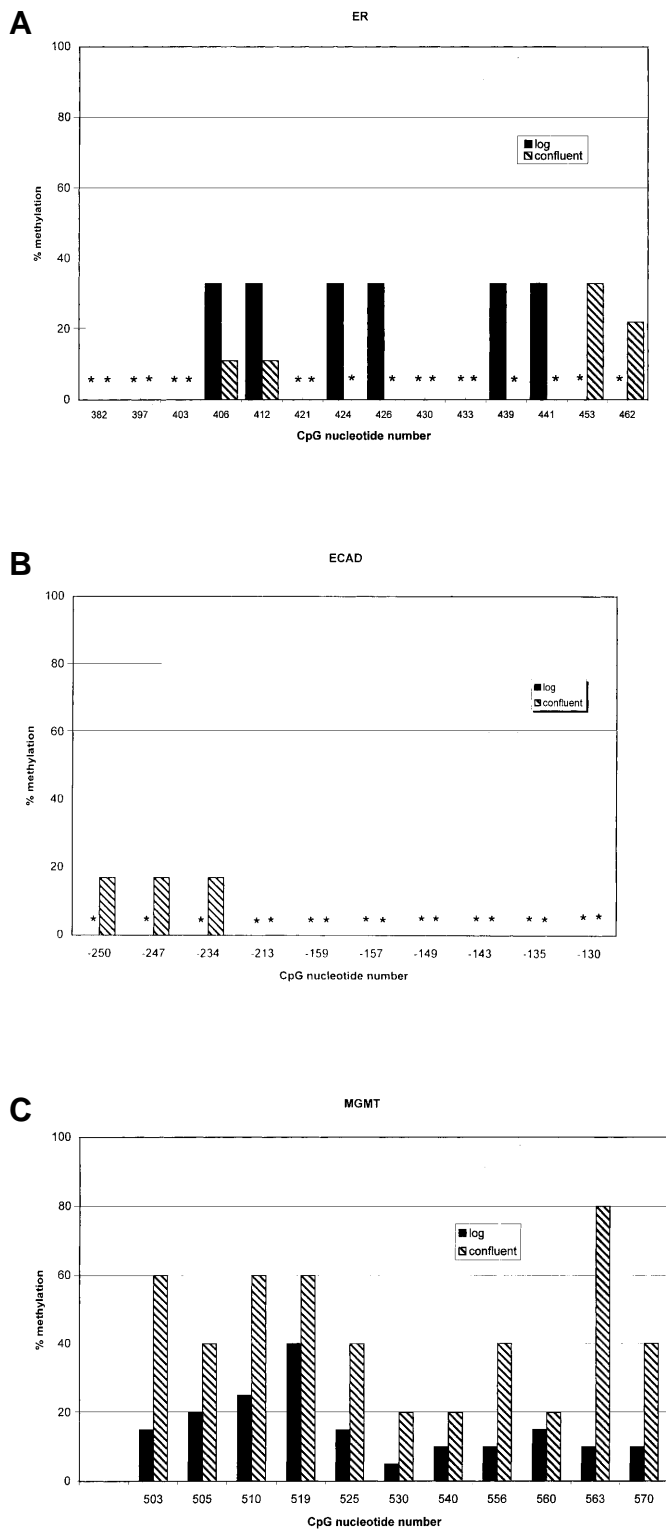 A
ER
100
80
60
40
20
0
% methylation
log
confluent
* * * * * * * * * * * * * * * * * *
382 397 403 406 412 421 424 426 430 433 439 441 453 462
CpG nucleotide number
B
ECAD
100
80
60
40
20
0
% methylation
log
confluent
* * * * * * * * * * * * * * * * *
-250 -247 -234 -213 -159 -157 -149 -143 -135 -130
CpG nucleotide number
C
MGMT
100
80
60
40
20
0
% methylation
log
confluent
503 505 510 519 525 530 540 556 560 563 570
CpG nucleotide number